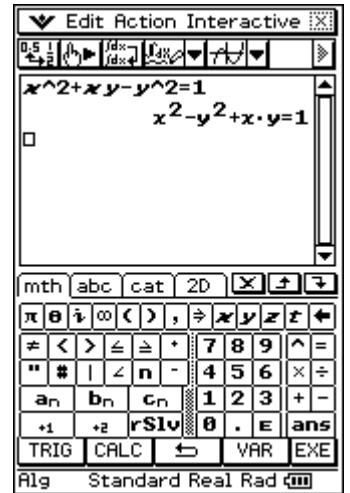 Edit Action Interactive
x^2+xy-y^2=1
x²-y²+x·y=1
mth abc cat 2D
π θ i ∞ ( ) , ⇒ x y z t ←
≠ < > ≤ ≥ 7 8 9 ^ =
" # | ∠ n 4 5 6 × ÷
an bn cn 1 2 3 + -
+1 +2 rSlv 0 . E ans
TRIG CALC VAR EXE
Alg Standard Real Rad